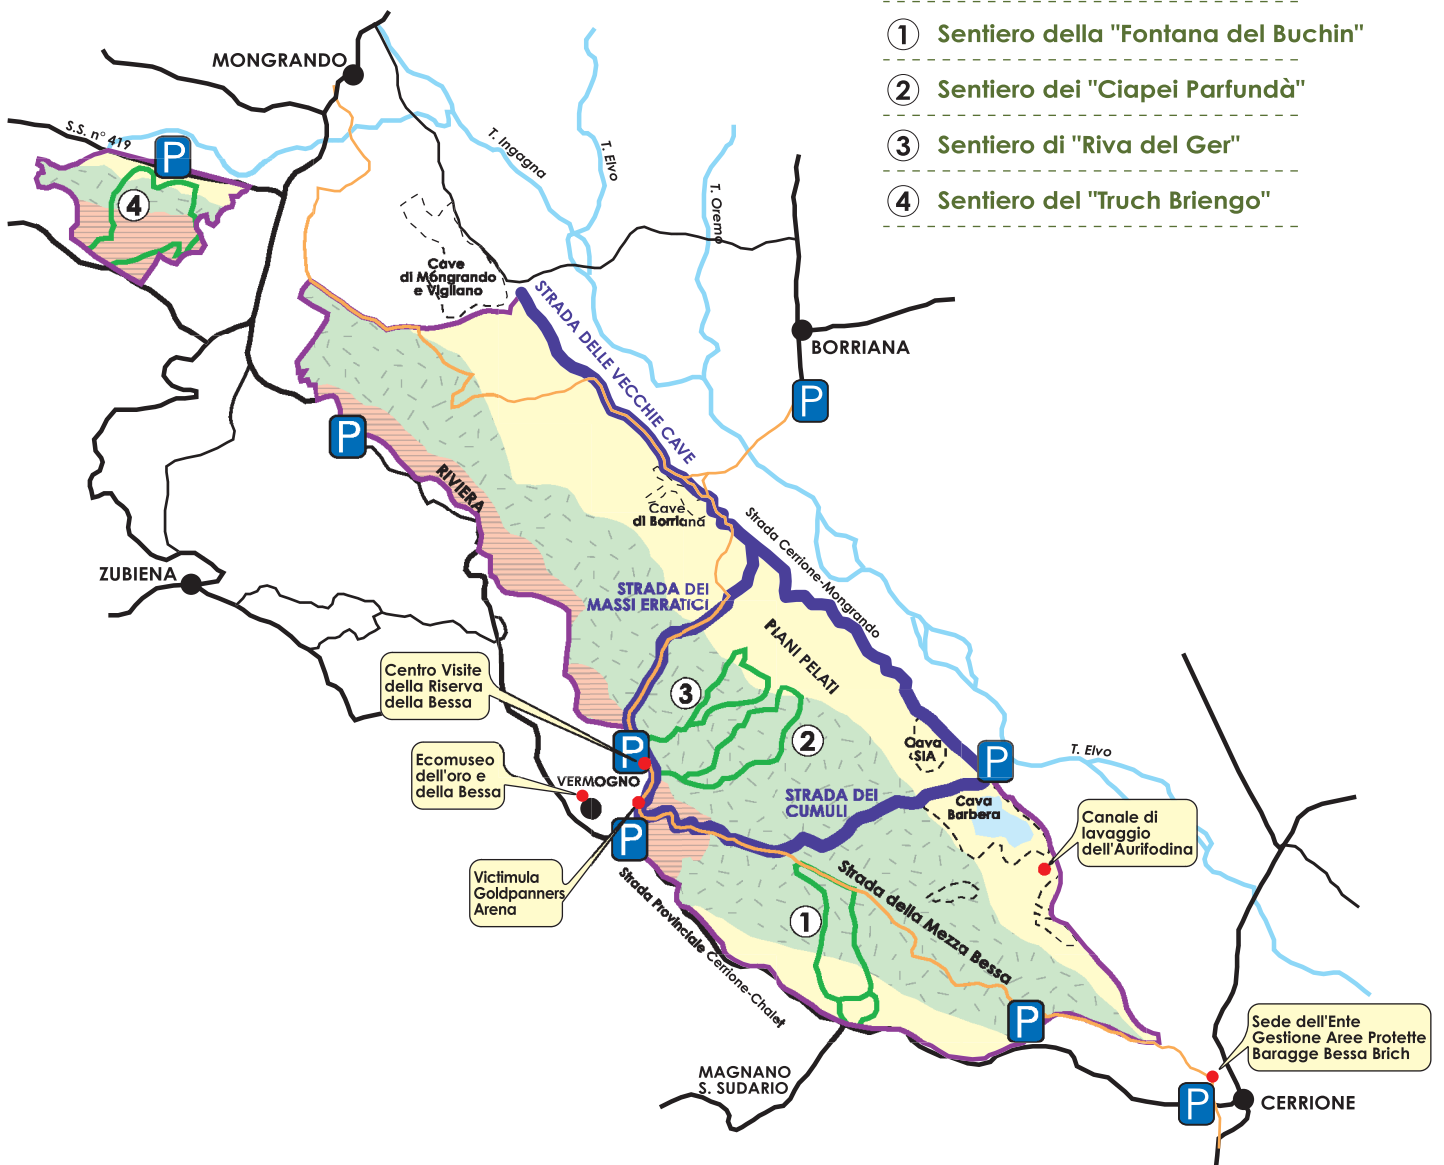 1 Sentiero della "Fontana del Buchin"
2 Sentiero dei "Ciapei Parfundà"
3 Sentiero di "Riva del Ger"
4 Sentiero del "Truch Briengo"
MONGRANDO
S.S. n° 419
P
4
T. Ingagna
T. Elvo
T. Oremo
Cave
di Mongrando
e Vigliano
STRADA DELLE VECCHIE CAVE
BORRIANA
P
P
RIVIERA
Cave
di Borriana
Strada Cerrione-Mongrando
ZUBIENA
STRADA DEI
MASSI ERRATICI
PIANI PELATI
Centro Visite
della Riserva
della Bessa
3
2
P
Cava
SIA
P
T. Elvo
Ecomuseo
dell'oro e
della Bessa
VERMOGNO
STRADA DEI
CUMULI
Cava
Barbera
Canale di
lavaggio
dell'Aurifodina
P
Victimula
Goldpanners
Arena
Strada Provinciale Cerrione-Chalet
1
Strada della Mezza Bessa
P
Sede dell'Ente
Gestione Aree Protette
Baragge Bessa Brich
MAGNANO
S. SUDARIO
P
CERRIONE